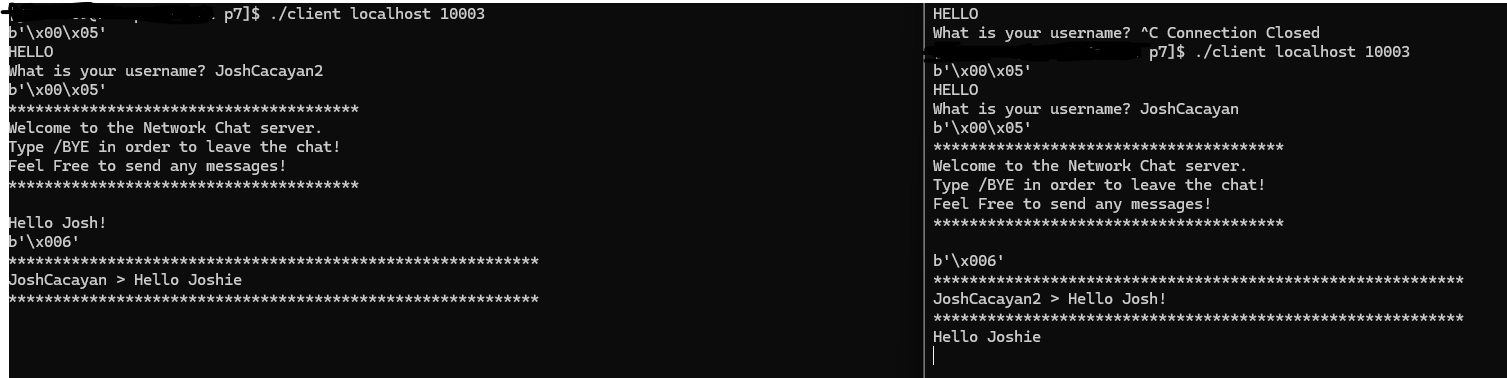 p7]$ ./client localhost 10003
b'\x00\x05'
HELLO
What is your username? JoshCacayan2
b'\x00\x05'
***************************************
Welcome to the Network Chat server.
Type /BYE in order to leave the chat!
Feel Free to send any messages!
***************************************
Hello Josh!
b'\x006'
***********************************************************
JoshCacayan > Hello Joshie
***********************************************************
HELLO
What is your username? ^C Connection Closed
p7]$ ./client localhost 10003
b'\x00\x05'
HELLO
What is your username? JoshCacayan
b'\x00\x05'
***************************************
Welcome to the Network Chat server.
Type /BYE in order to leave the chat!
Feel Free to send any messages!
***************************************
b'\x006'
***********************************************************
JoshCacayan2 > Hello Josh!
***********************************************************
Hello Joshie